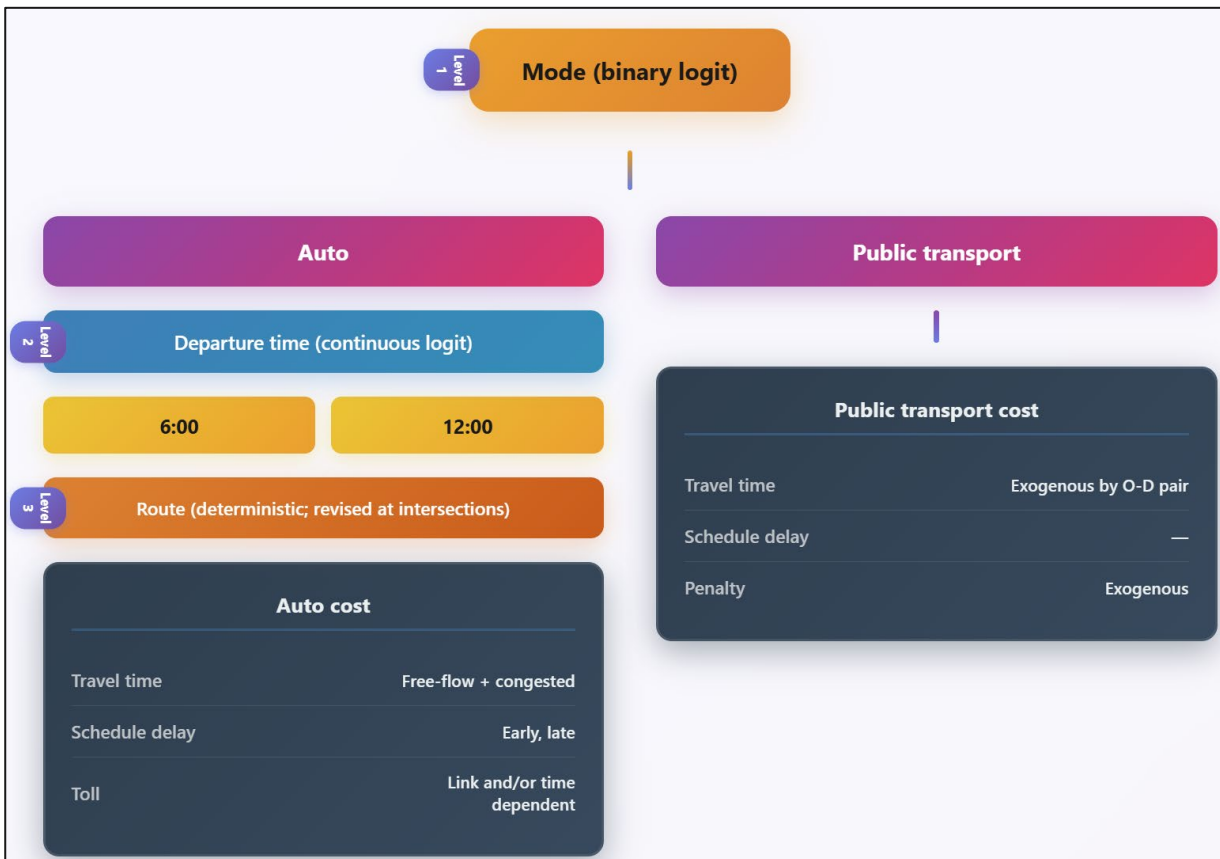 Level 1
Mode (binary logit)
Auto
Public transport
Level 2
Departure time (continuous logit)
6:00
12:00
Level 3
Route (deterministic; revised at intersections)
Auto cost
Travel time
Free-flow + congested
Schedule delay
Early, late
Toll
Link and/or time
dependent
Public transport cost
Travel time
Exogenous by O-D pair
Schedule delay
—
Penalty
Exogenous